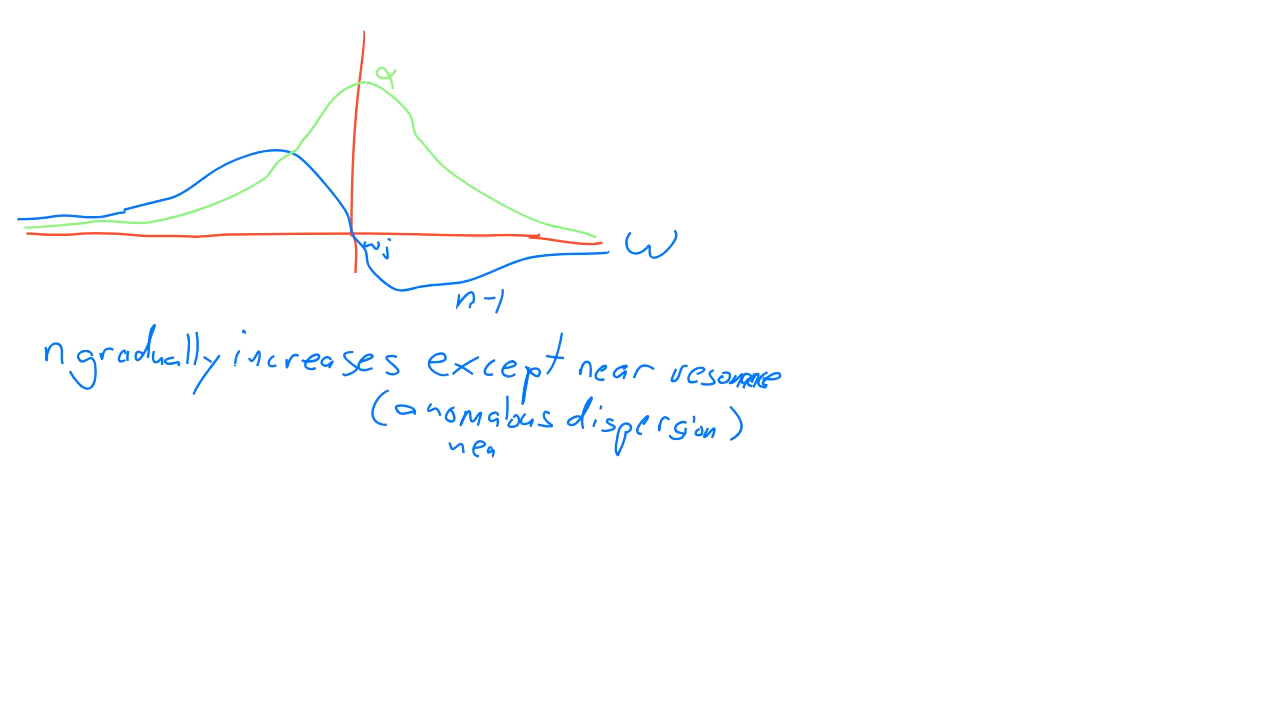 α
ω
ωj
n-1
n gradually increases except near resonance
(anomalous dispersion)
nea